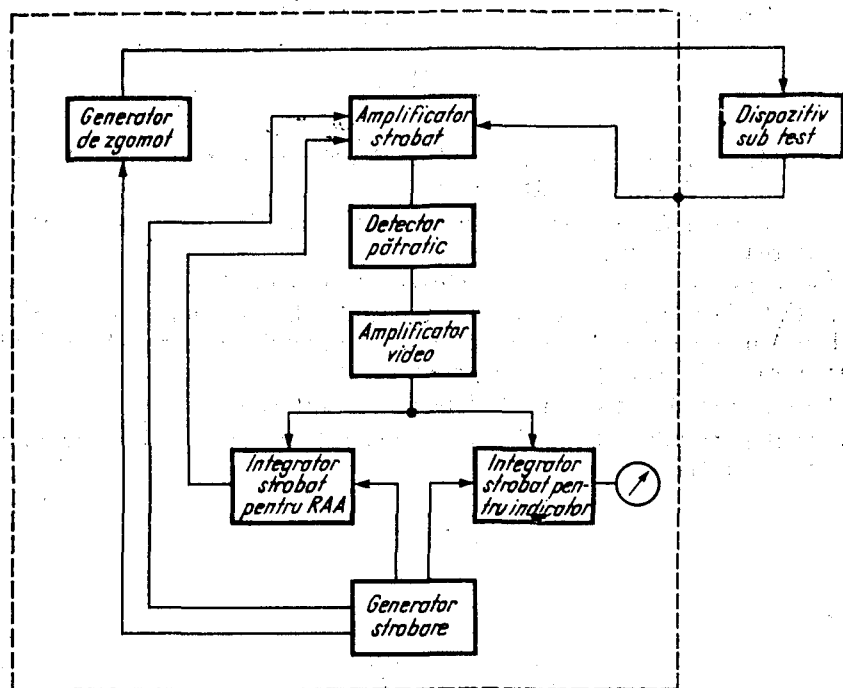 Generator
de zgomot
Amplificator
strobat
Dispozitiv
sub test
Detector
pătratic
Amplificator
video
Integrator
strobat
pentru RAA
Integrator
strobat pen-
tru indicator
Generator
strobare